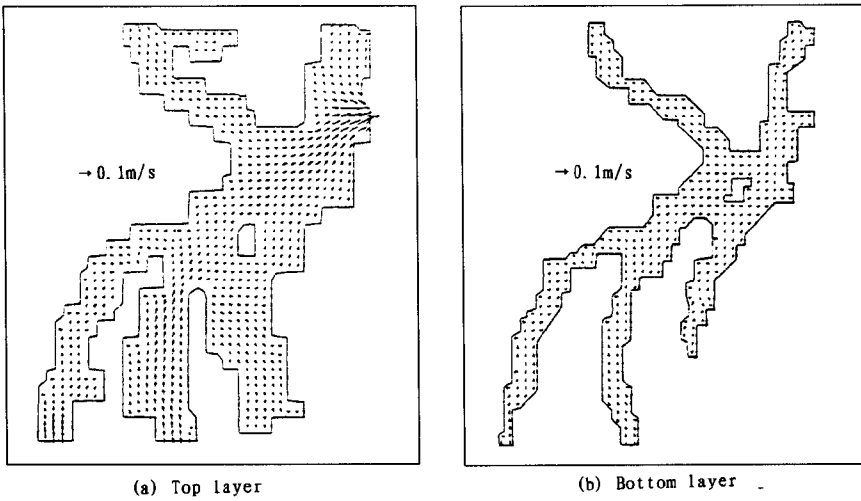 → 0.1m/s
→ 0.1m/s
(a) Top layer
(b) Bottom layer